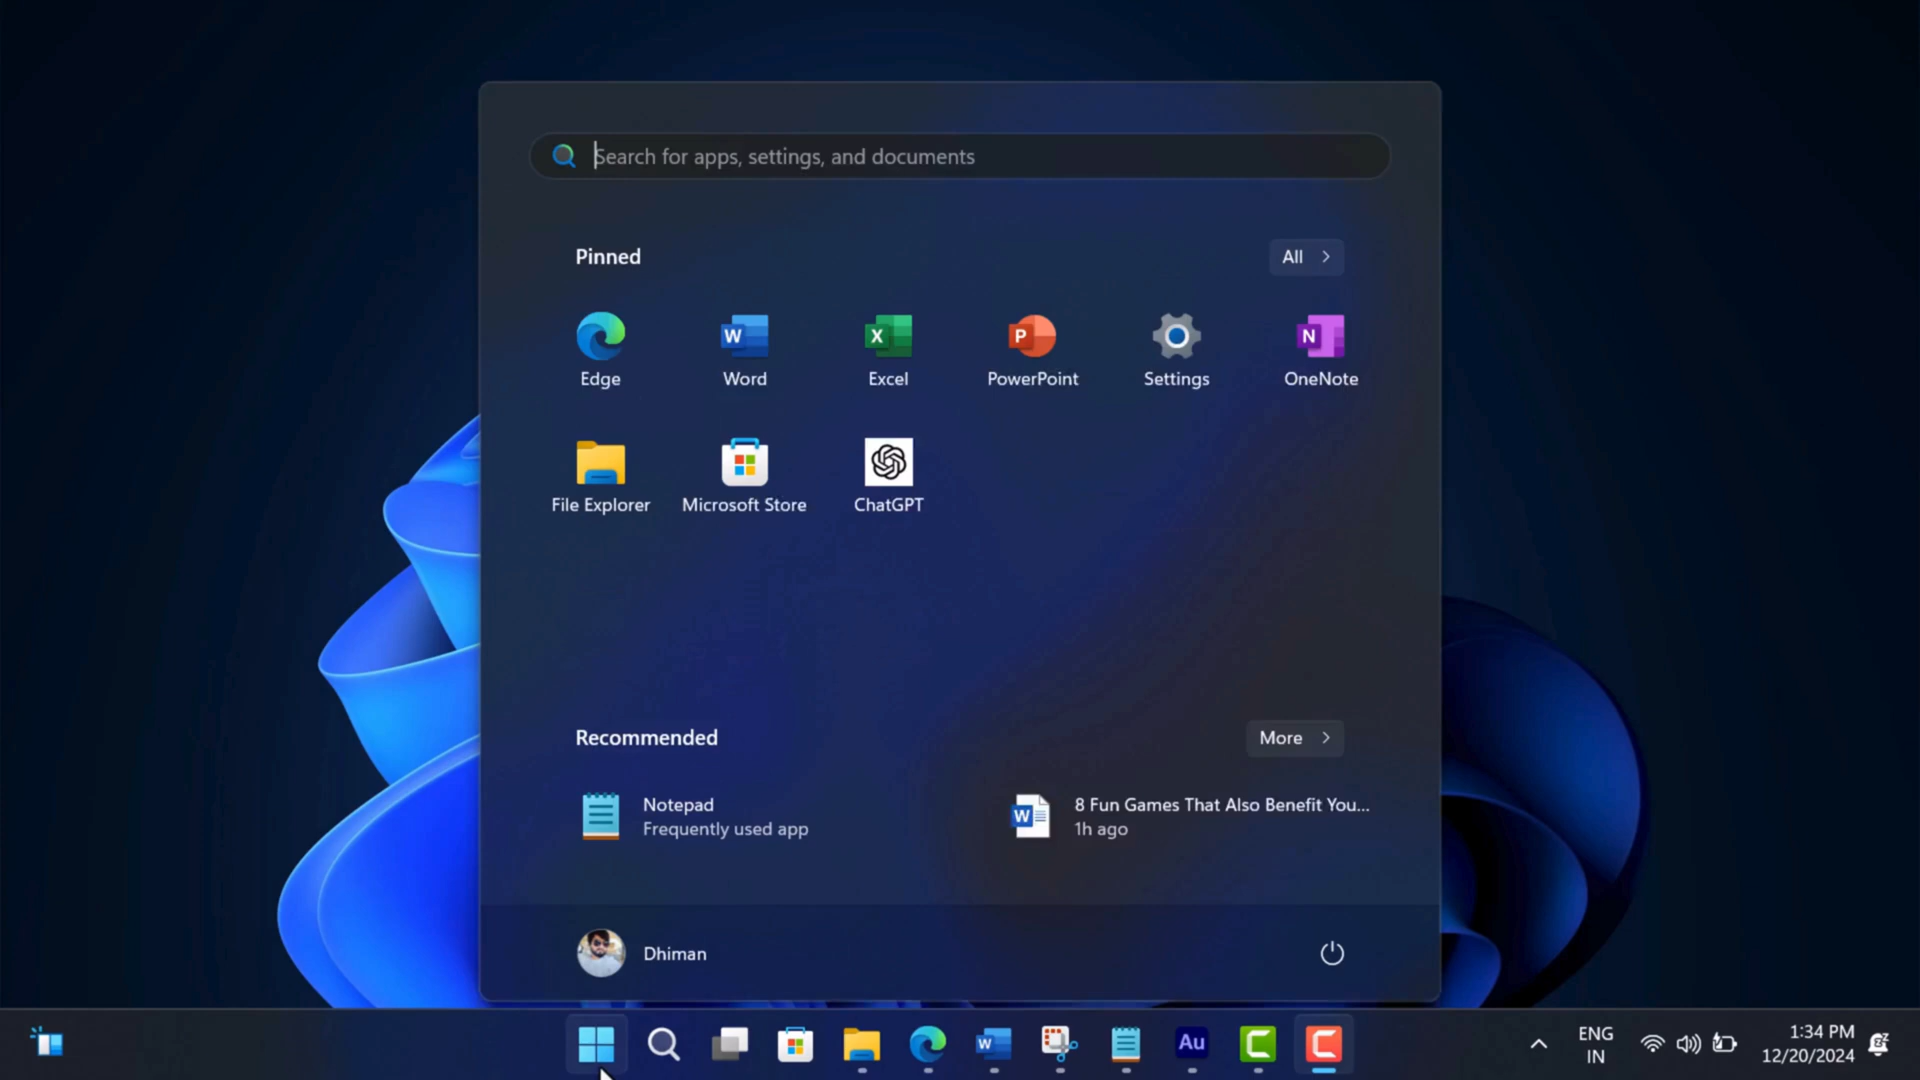 Search for apps, settings, and documents
Pinned
All
Edge
Word
Excel
PowerPoint
Settings
OneNote
File Explorer
Microsoft Store
ChatGPT
Recommended
More
Notepad
Frequently used app
8 Fun Games That Also Benefit You...
1h ago
Dhiman
Au
ENG
IN
1:34 PM
12/20/2024